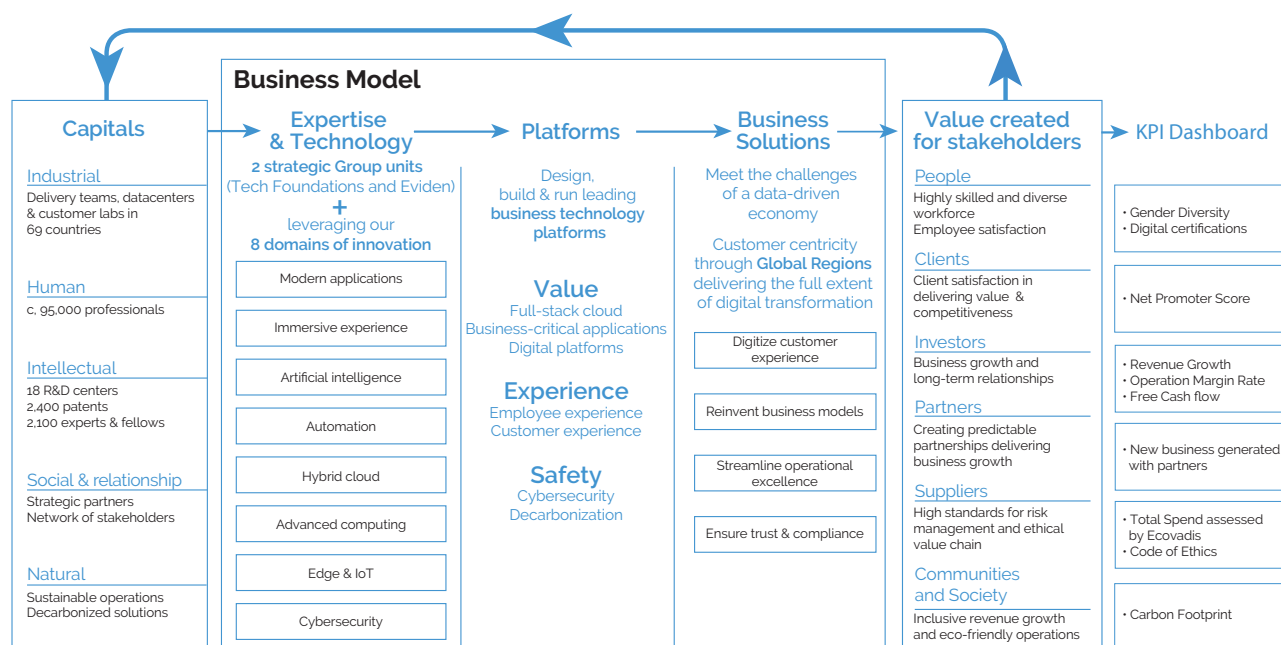 Business Model
Capitals
Industrial
Delivery teams, datacenters
& customer labs in
69 countries
Human
c, 95,000 professionals
Intellectual
18 R&D centers
2,400 patents
2,100 experts & fellows
Social & relationship
Strategic partners
Network of stakeholders
Natural
Sustainable operations
Decarbonized solutions
Expertise
& Technology
2 strategic Group units
(Tech Foundations and Eviden)
+
leveraging our
8 domains of innovation
Modern applications
Immersive experience
Artificial intelligence
Automation
Hybrid cloud
Advanced computing
Edge & IoT
Cybersecurity
Platforms
Design,
build & run leading
business technology
platforms
Value
Full-stack cloud
Business-critical applications
Digital platforms
Experience
Employee experience
Customer experience
Safety
Cybersecurity
Decarbonization
Business
Solutions
Meet the challenges
of a data-driven
economy
Customer centricity
through Global Regions
delivering the full extent
of digital transformation
Digitize customer
experience
Reinvent business models
Streamline operational
excellence
Ensure trust & compliance
Value created
for stakeholders
People
Highly skilled and diverse
workforce
Employee satisfaction
Clients
Client satisfaction in
delivering value &
competitiveness
Investors
Business growth and
long-term relationships
Partners
Creating predictable
partnerships delivering
business growth
Suppliers
High standards for risk
management and ethical
value chain
Communities
and Society
Inclusive revenue growth
and eco-friendly operations
KPI Dashboard
• Gender Diversity
• Digital certifications
• Net Promoter Score
• Revenue Growth
• Operation Margin Rate
• Free Cash flow
• New business generated
with partners
• Total Spend assessed
by Ecovadis
• Code of Ethics
• Carbon Footprint